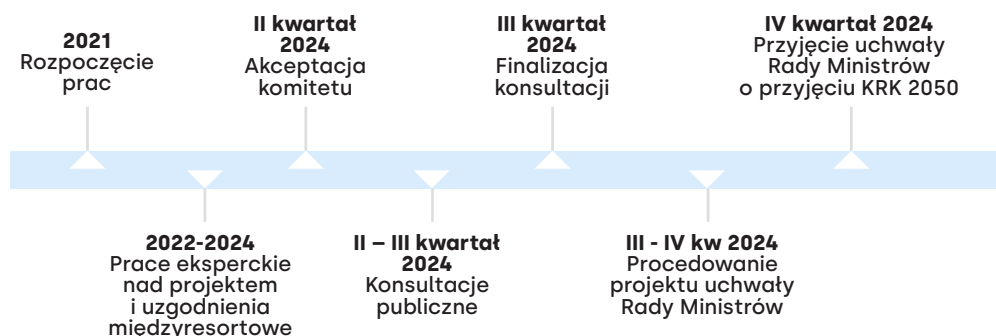 2021
Rozpoczęcie
prac
II kwartał
2024
Akceptacja
komitetu
III kwartał
2024
Finalizacja
konsultacji
IV kwartał 2024
Przyjęcie uchwały
Rady Ministrów
o przyjęciu KRK 2050
2022-2024
Prace eksperckie
nad projektem
i uzgodnienia
międzyresortowe
II – III kwartał
2024
Konsultacje
publiczne
III - IV kw 2024
Procedowanie
projektu uchwały
Rady Ministrów